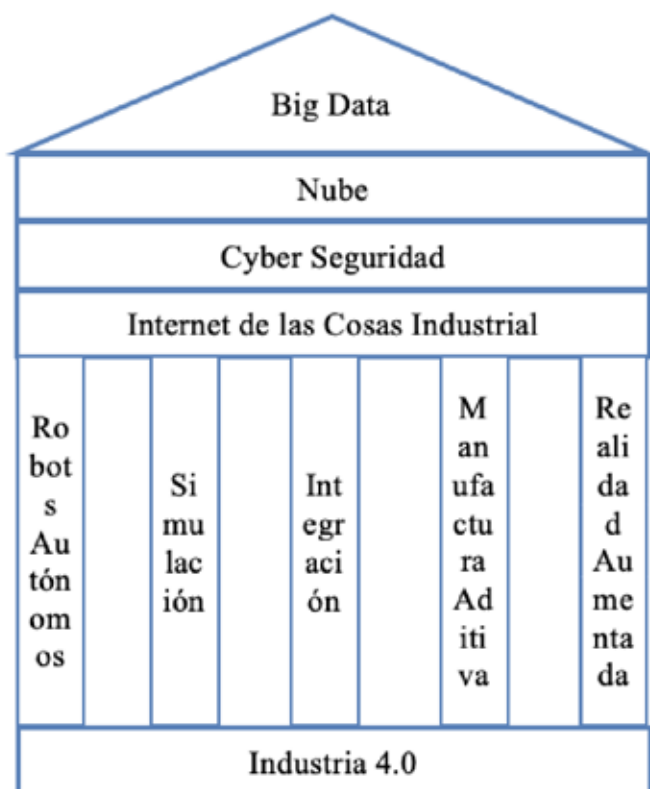 Big Data
Nube
Cyber Seguridad
Internet de las Cosas Industrial
Ro
bot
s
Au
tón
om
os
Si
mu
lac
ión
Int
egr
aci
ón
M
an
ufa
ctu
ra
Ad
iti
va
Re
ali
da
d
Au
me
nta
da
Industria 4.0